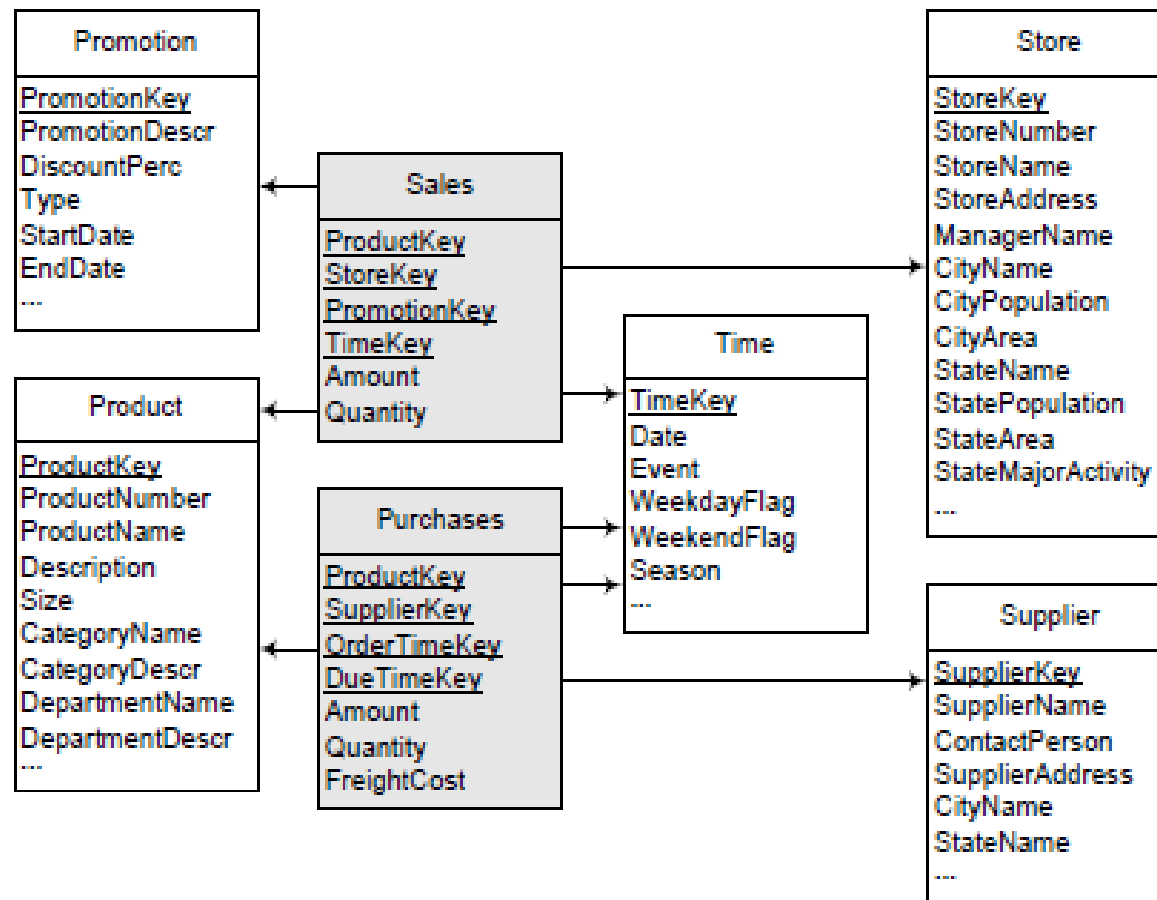 Promotion
PromotionKey
PromotionDescr
DiscountPerc
Type
StartDate
EndDate
...
Product
ProductKey
ProductNumber
ProductName
Description
Size
CategoryName
CategoryDescr
DepartmentName
DepartmentDescr
...
Sales
ProductKey
StoreKey
PromotionKey
TimeKey
Amount
Quantity
Purchases
ProductKey
SupplierKey
OrderTimeKey
DueTimeKey
Amount
Quantity
FreightCost
Time
TimeKey
Date
Event
WeekdayFlag
WeekendFlag
Season
...
Store
StoreKey
StoreNumber
StoreName
StoreAddress
ManagerName
CityName
CityPopulation
CityArea
StateName
StatePopulation
StateArea
StateMajorActivity
...
Supplier
SupplierKey
SupplierName
ContactPerson
SupplierAddress
CityName
StateName
...